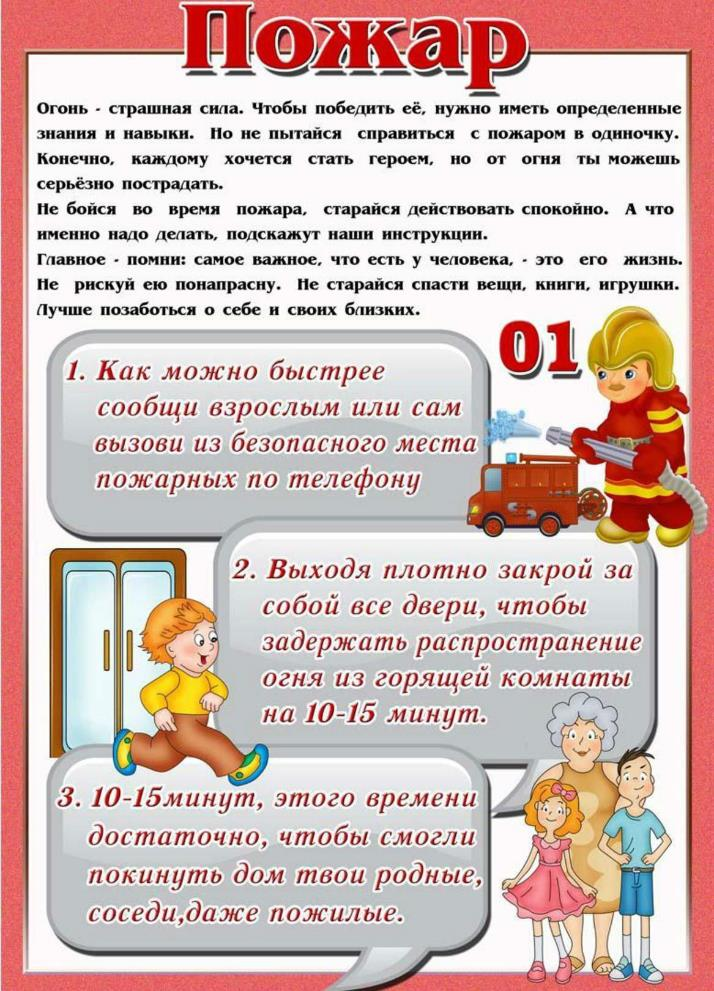 Пожар
Огонь - страшная сила. Чтобы победить её, нужно иметь определенные
знания и навыки. Но не пытайся справиться с пожаром в одиночку.
Конечно, каждому хочется стать героем, но от огня ты можешь
серьёзно пострадать.
Не бойся во время пожара, старайся действовать спокойно. А что
именно надо делать, подскажут наши инструкции.
Главное - помни: самое важное, что есть у человека, - это его жизнь.
Не рискуй ею понапрасну. Не старайся спасти вещи, книги, игрушки.
Лучше позаботься о себе и своих близких.
01
1. Как можно быстрее
сообщи взрослым или сам
вызови из безопасного места
пожарных по телефону
2. Выходя плотно закрой за
собой все двери, чтобы
задержать распространение
огня из горящей комнаты
на 10-15 минут.
3. 10-15минут, этого времени
достаточно, чтобы смогли
покинуть дом твои родные,
соседи,даже пожилые.